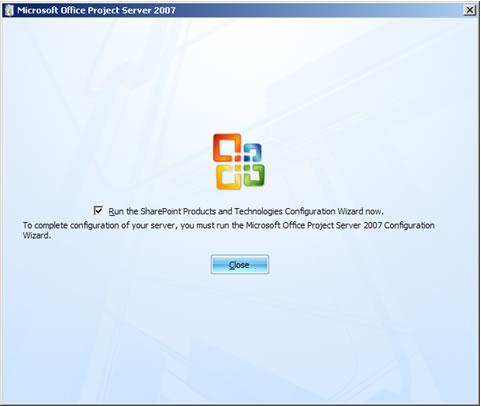 Microsoft Office Project Server 2007
Run the SharePoint Products and Technologies Configuration Wizard now.
To complete configuration of your server, you must run the Microsoft Office Project Server 2007 Configuration
Wizard.
Close